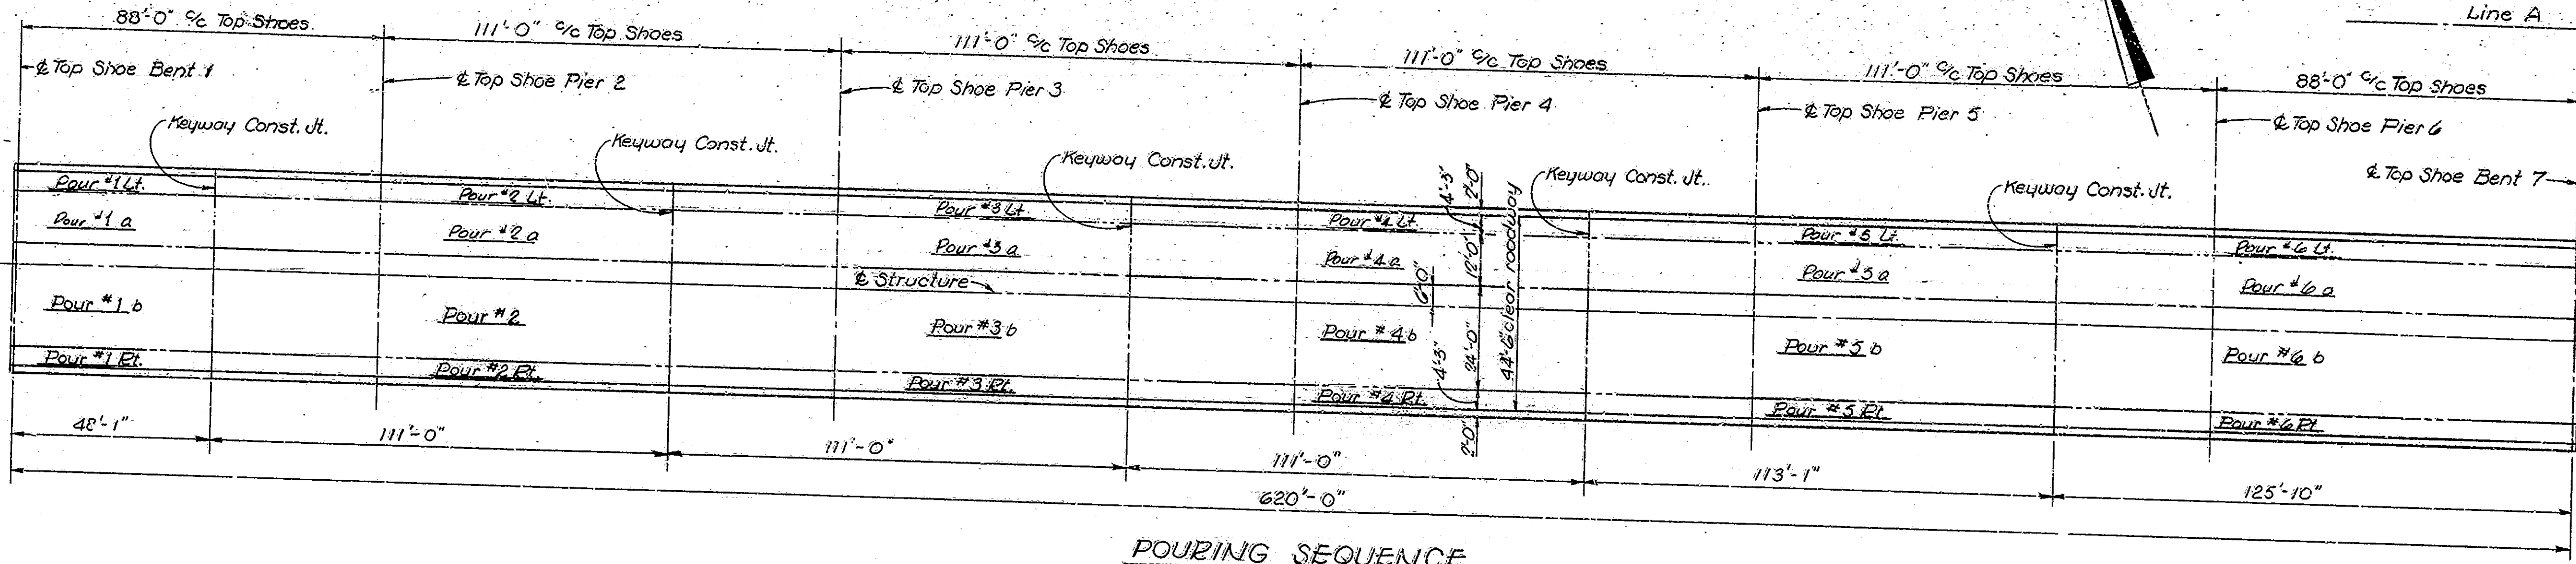 Line A
88'-0" c/c Top Shoes
111'-0" c/c Top Shoes
111'-0" c/c Top Shoes
111'-0" c/c Top Shoes
111'-0" c/c Top Shoes
88'-0" c/c Top Shoes
℄ Top Shoe Bent 1
℄ Top Shoe Pier 2
℄ Top Shoe Pier 3
℄ Top Shoe Pier 4
℄ Top Shoe Pier 5
℄ Top Shoe Pier 6
℄ Top Shoe Bent 7
Keyway Const. Jt.
Keyway Const. Jt.
Keyway Const. Jt.
Keyway Const. Jt.
Keyway Const. Jt.
Pour #1 Lt.
Pour #2 Lt.
Pour #3 Lt.
Pour #4 Lt.
Pour #5 Lt.
Pour #6 Lt.
Pour #1 a
Pour #2 a
Pour #3 a
Pour #4 a
Pour #5 a
Pour #6 a
℄ Structure
4'-3"
2'-0"
12'-0"
6'-0"
24'-0"
4'-3"
2'-0"
44'-6" clear roadway
Pour #1 b
Pour #2
Pour #3 b
Pour #4 b
Pour #5 b
Pour #6 b
Pour #1 Rt.
Pour #2 Rt.
Pour #3 Rt.
Pour #4 Rt.
Pour #5 Rt.
Pour #6 Rt.
48'-1"
111'-0"
111'-0"
111'-0"
113'-1"
125'-10"
620'-0"
POURING SEQUENCE